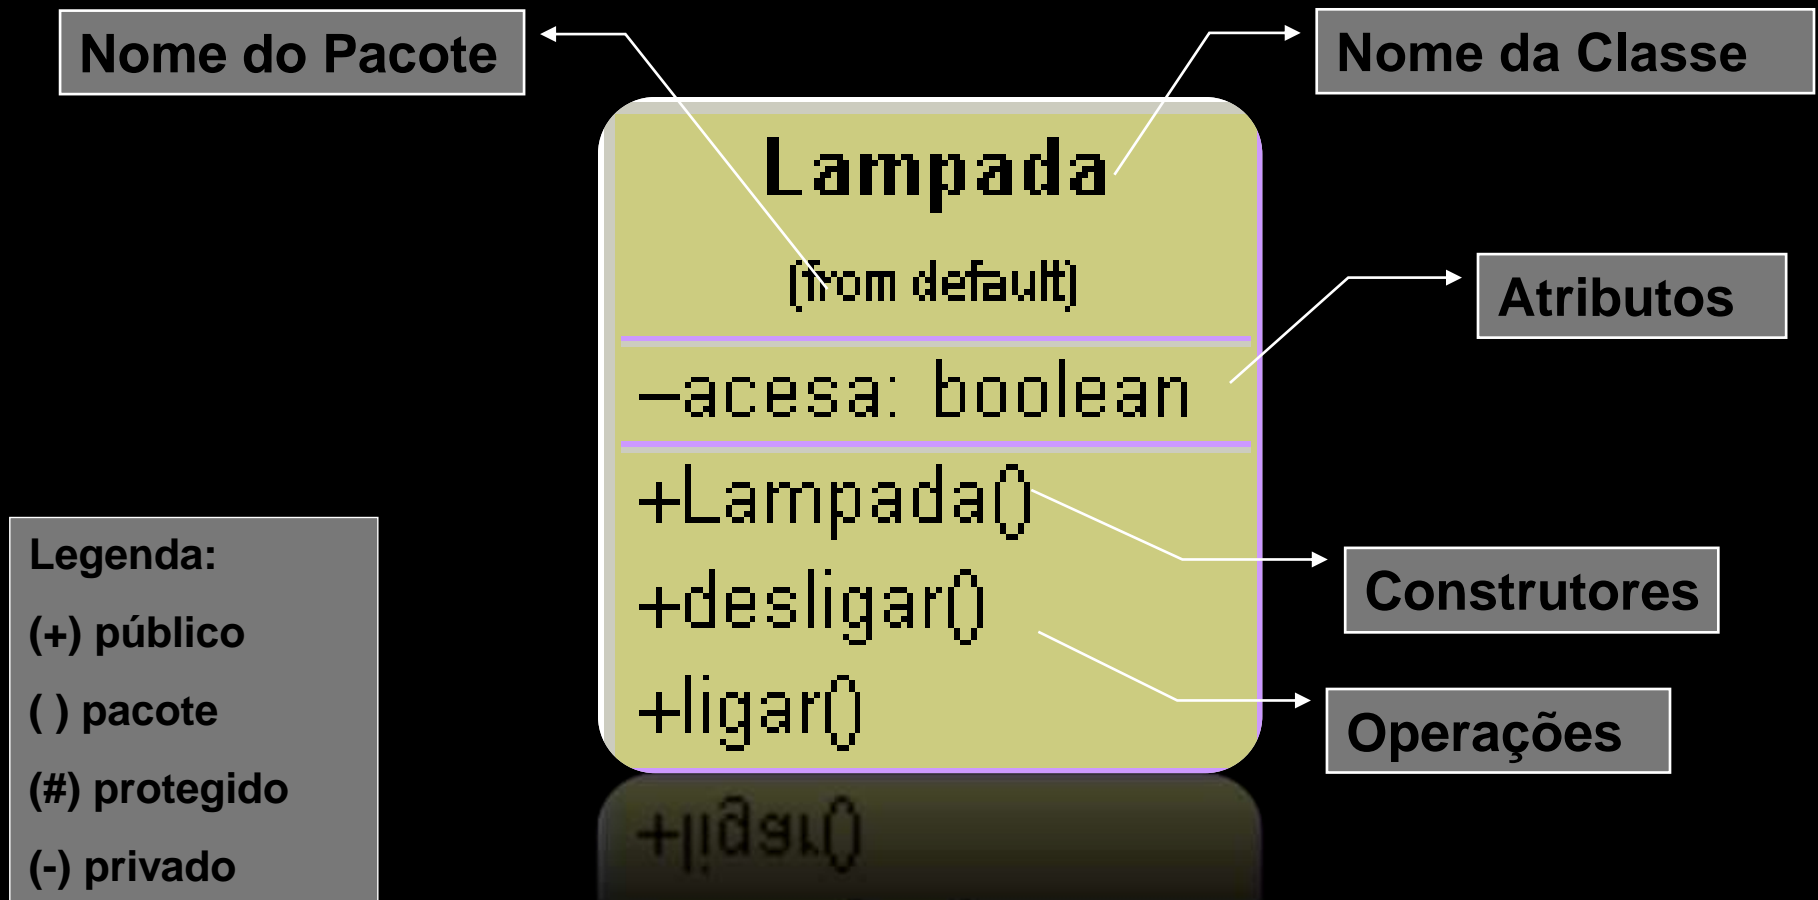 Nome do Pacote
Nome da Classe
Lampada
(from default)
Atributos
–acesa: boolean
+Lampada()
Construtores
+desligar()
+ligar()
Operações
Legenda:
(+) público
( ) pacote
(#) protegido
(-) privado